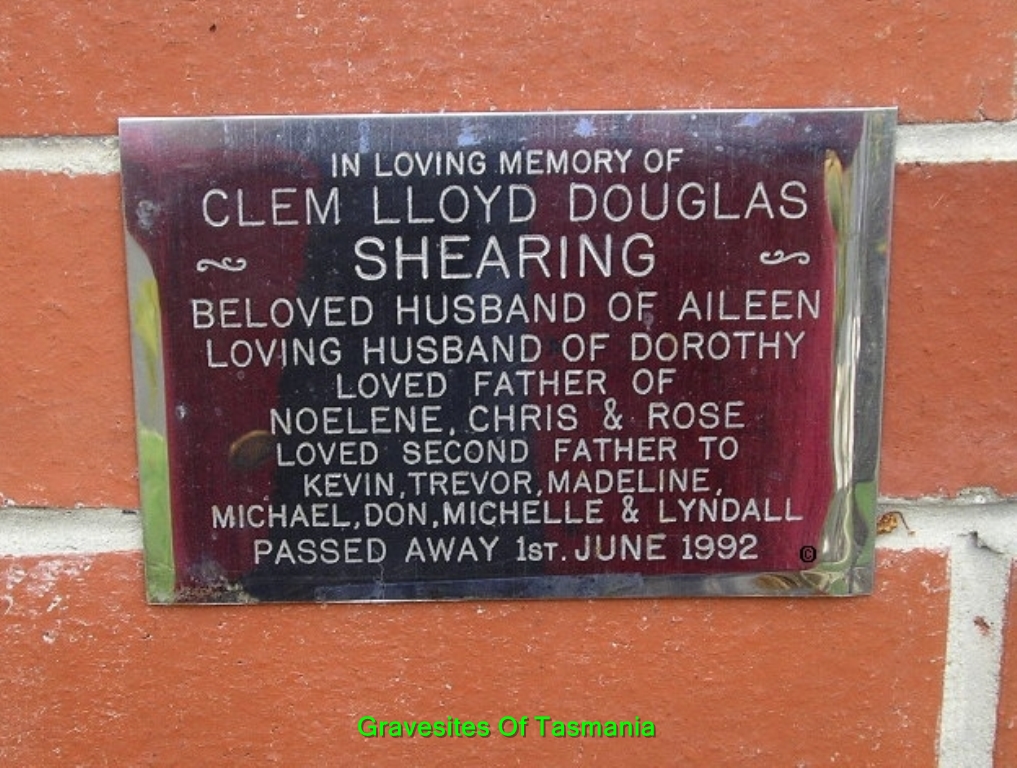 IN LOVING MEMORY OF
CLEM LLOYD DOUGLAS
SHEARING
BELOVED HUSBAND OF AILEEN
LOVING HUSBAND OF DOROTHY
LOVED FATHER OF
NOELENE, CHRIS & ROSE
LOVED SECOND FATHER TO
KEVIN, TREVOR, MADELINE,
MICHAEL, DON, MICHELLE & LYNDALL
PASSED AWAY 1ST. JUNE 1992 ©
Gravesites Of Tasmania